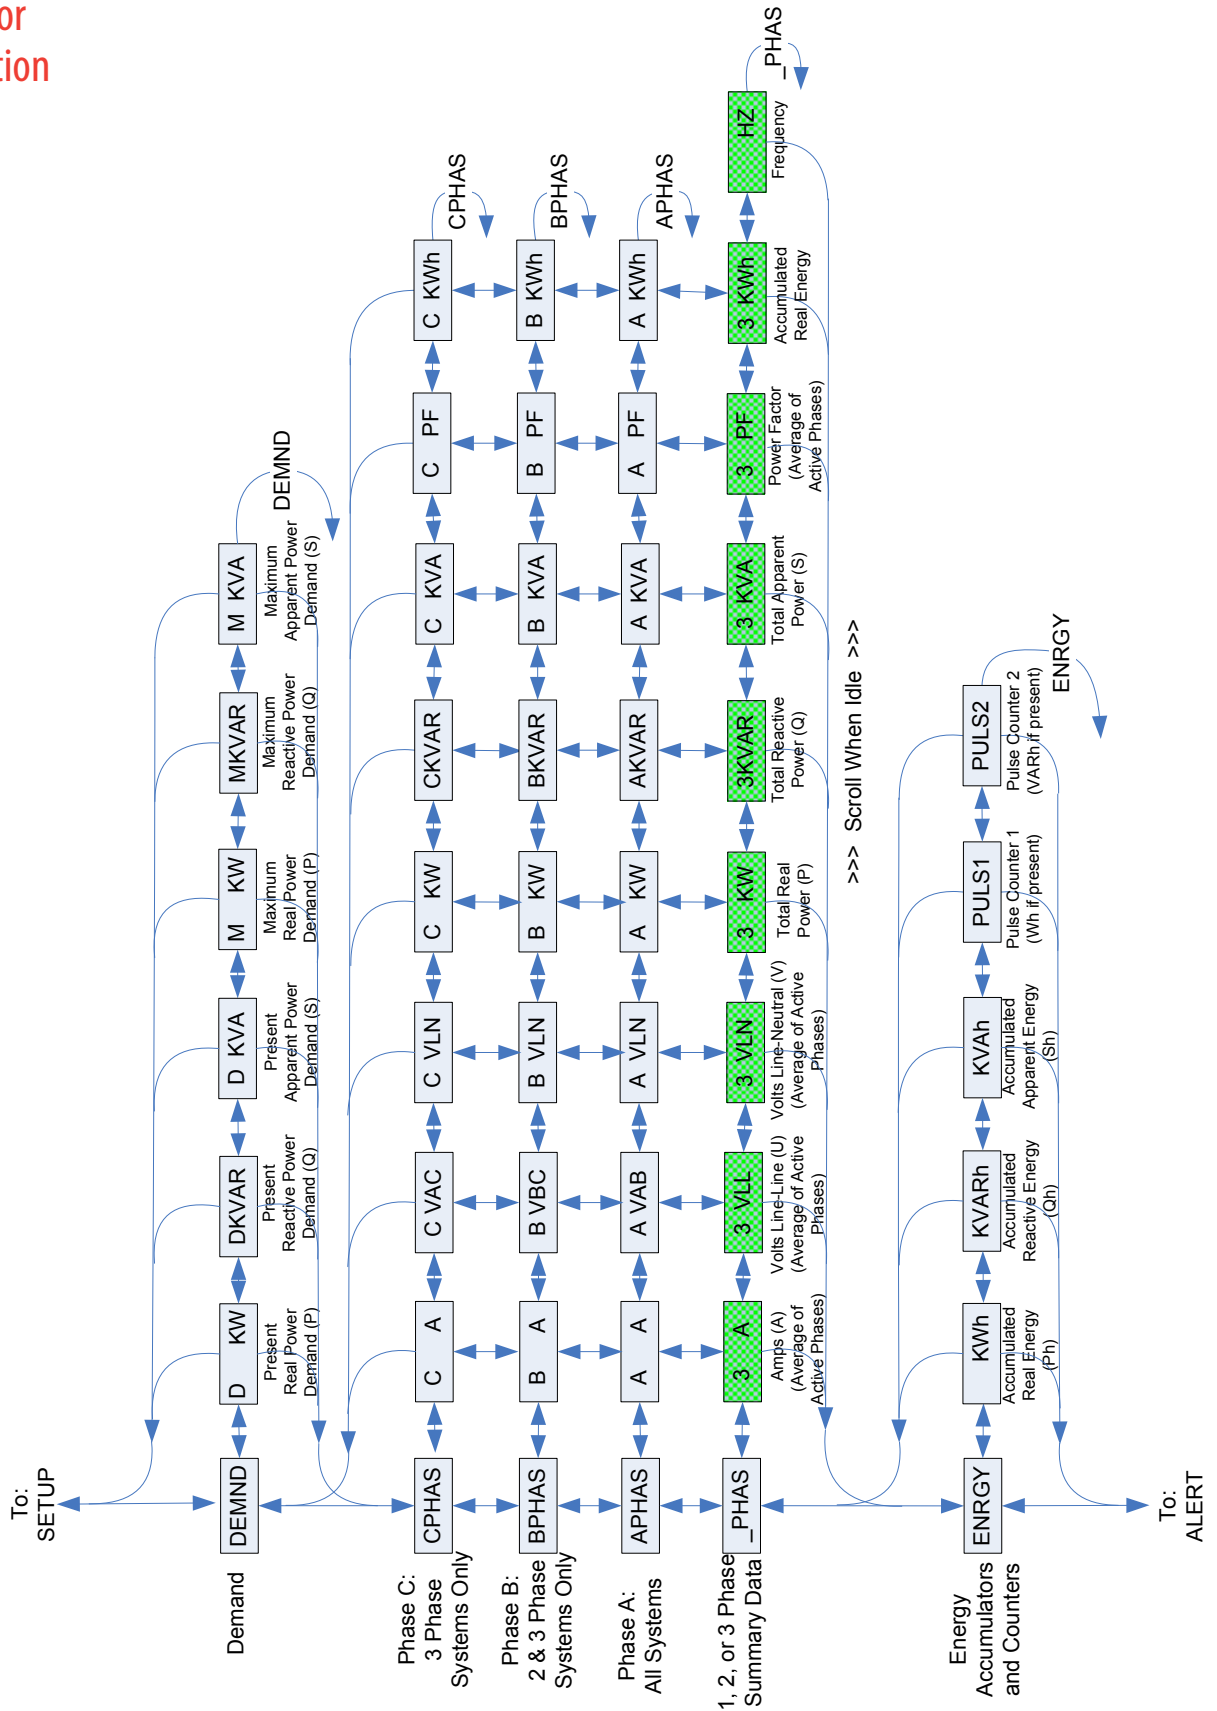 or
tion
To:
SETUP
Demand
DEMND
D KW
Present
Real Power
Demand (P)
DKVAR
Present
Reactive Power
Demand (Q)
D KVA
Present
Apparent Power
Demand (S)
M KW
Maximum
Real Power
Demand (P)
MKVAR
Maximum
Reactive Power
Demand (Q)
M KVA
Maximum
Apparent Power
Demand (S)
DEMND
Phase C:
3 Phase
Systems Only
CPHAS
C A
C VAC
C VLN
C KW
CKVAR
C KVA
C PF
C KWh
CPHAS
Phase B:
2 & 3 Phase
Systems Only
BPHAS
B A
B VBC
B VLN
B KW
BKVAR
B KVA
B PF
B KWh
BPHAS
Phase A:
All Systems
APHAS
A A
A VAB
A VLN
A KW
AKVAR
A KVA
A PF
A KWh
APHAS
1, 2, or 3 Phase
Summary Data
_PHAS
3 A
Amps (A)
(Average of
Active Phases)
3 VLL
Volts Line-Line (U)
(Average of Active
Phases)
3 VLN
Volts Line-Neutral (V)
(Average of Active
Phases)
3 KW
Total Real
Power (P)
3KVAR
Total Reactive
Power (Q)
3 KVA
Total Apparent
Power (S)
3 PF
Power Factor
(Average of
Active Phases)
3 KWh
Accumulated
Real Energy
HZ
Frequency
_PHAS
>>> Scroll When Idle >>>
Energy
Accumulators
and Counters
ENRGY
KWh
Accumulated
Real Energy
(Ph)
KVARh
Accumulated
Reactive Energy
(Qh)
KVAh
Accumulated
Apparent Energy
(Sh)
PULS1
Pulse Counter 1
(Wh if present)
PULS2
Pulse Counter 2
(VARh if present)
ENRGY
To:
ALERT